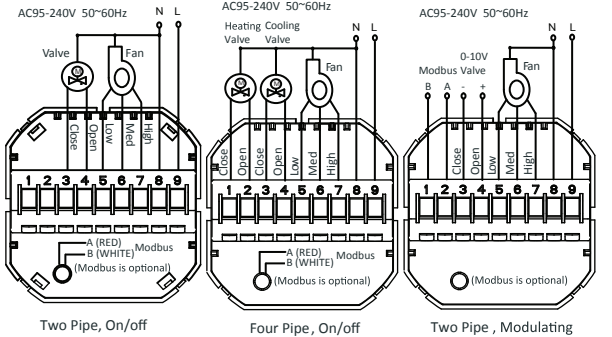 AC95-240V 50~60Hz
N L
Valve
Fan
M
Close
Open
Low
Med
High
1 2 3 4 5 6 7 8 9
A (RED)
B (WHITE)
Modbus
(Modbus is optional)
Two Pipe, On/off
AC95-240V 50~60Hz
Heating Cooling
Valve Valve
N L
Fan
M
M
Close
Open
Close
Open
Low
Med
High
1 2 3 4 5 6 7 8 9
A (RED)
B (WHITE)
Modbus
(Modbus is optional)
Four Pipe, On/off
AC95-240V 50~60Hz
N L
0-10V
Modbus Valve
Fan
B A - +
Close
Open
Low
Med
High
1 2 3 4 5 6 7 8 9
(Modbus is optional)
Two Pipe , Modulating